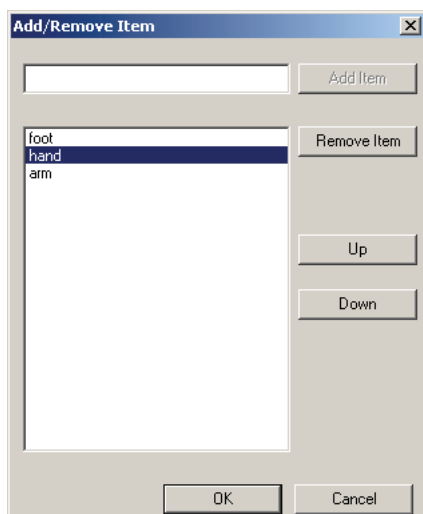 Add/Remove Item
Add Item
foot
hand
arm
Remove Item
Up
Down
OK
Cancel